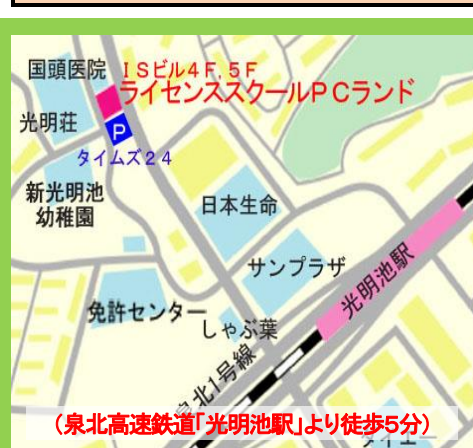 国頭医院
ISビル4F,5F
ライセンススクールPCランド
光明荘
P
タイムズ24
新光明池
幼稚園
日本生命
サンプラザ
光明池駅
免許センター
しゃぶ葉
泉北1号線
(泉北高速鉄道「光明池駅」より徒歩5分)